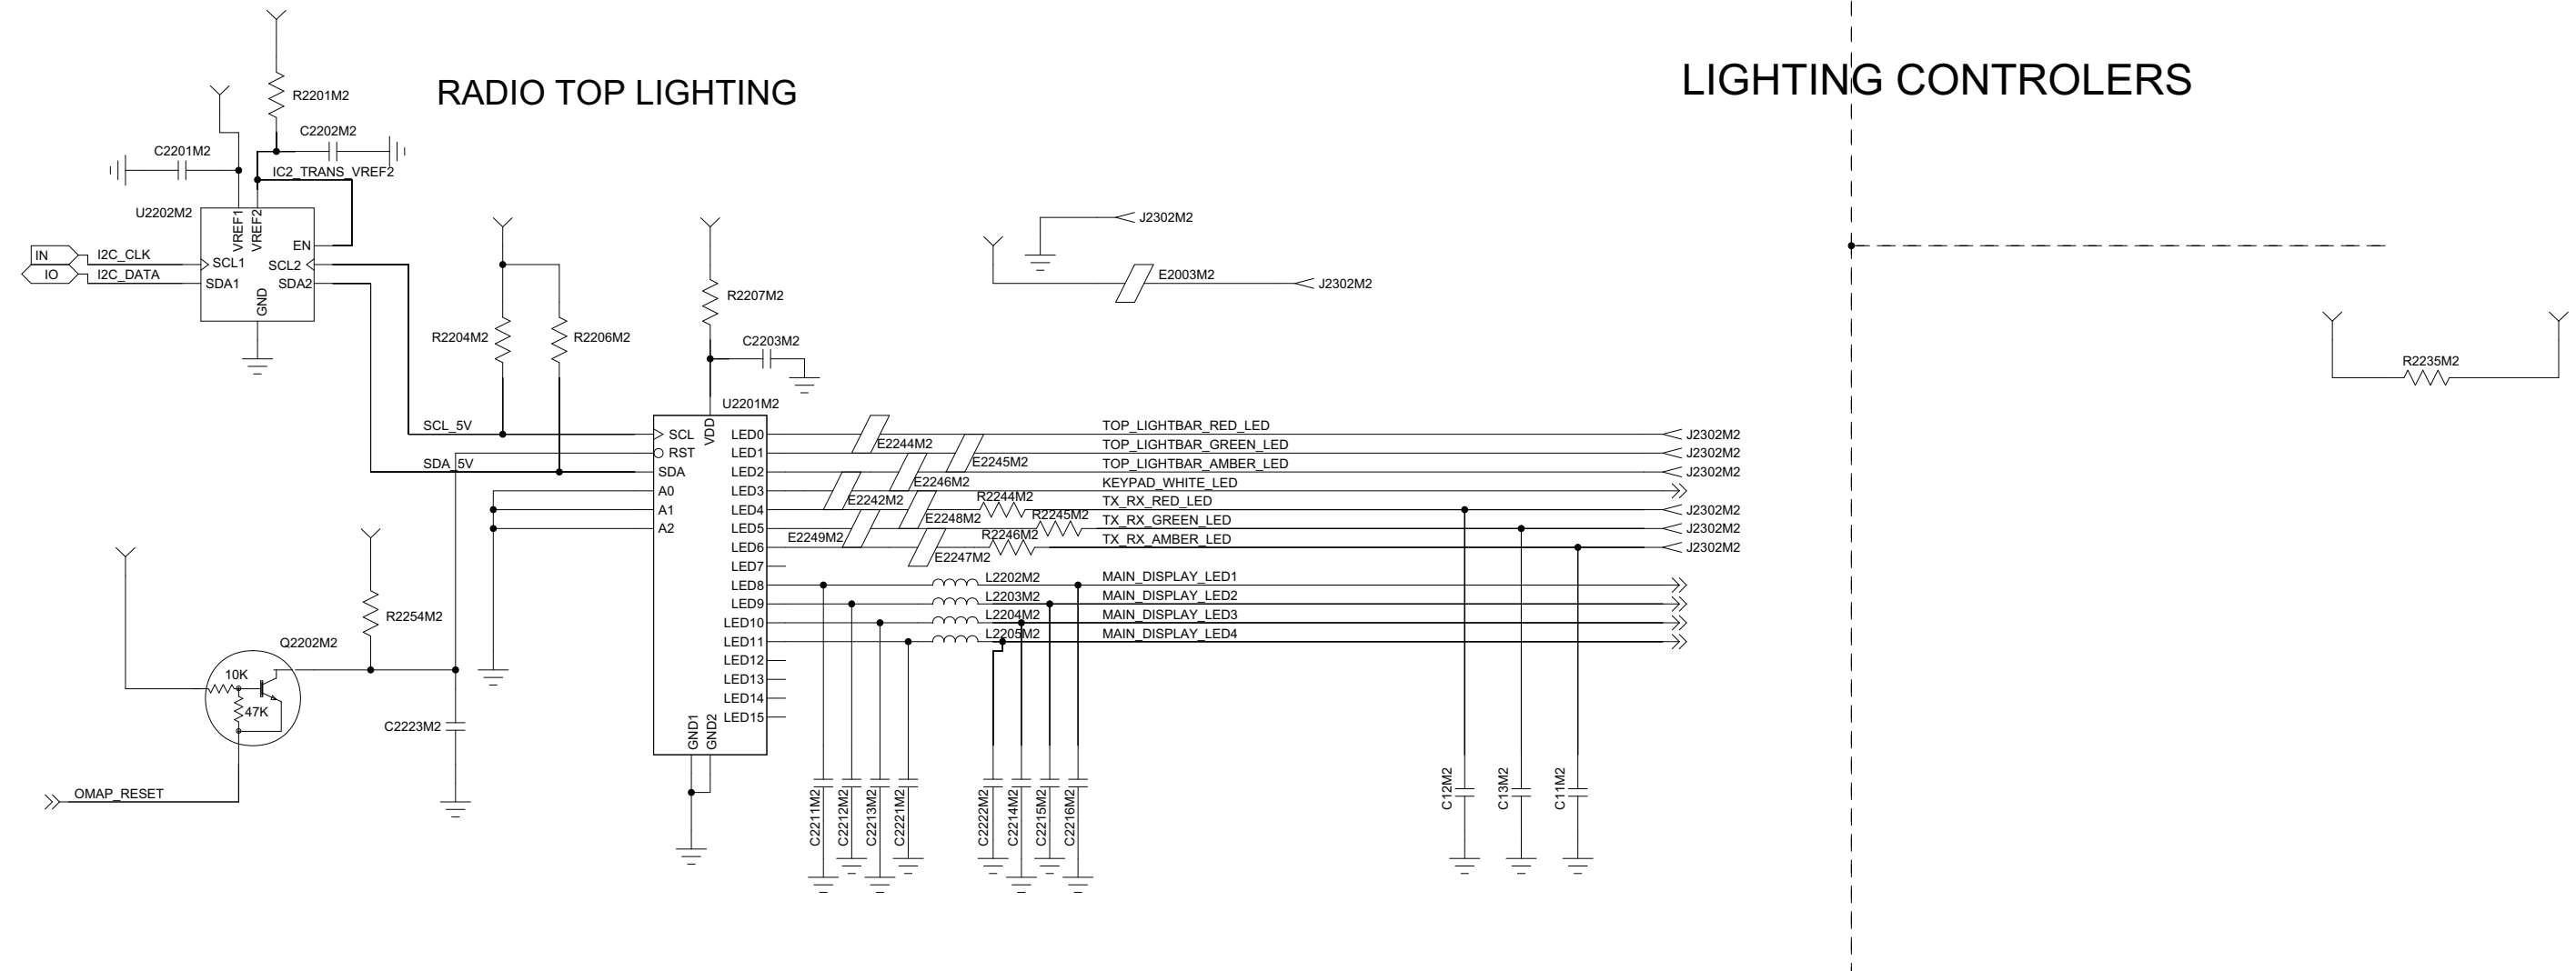 RADIO TOP LIGHTING
LIGHTING CONTROLERS
R2201M2
C2202M2
C2201M2
IC2_TRANS_VREF2
U2202M2
VREF1
VREF2
EN
IN
I2C_CLK
SCL1
SCL2
IO
I2C_DATA
SDA1
SDA2
GND
J2302M2
E2003M2
J2302M2
R2207M2
R2204M2
R2206M2
C2203M2
R2235M2
U2201M2
VDD
SCL_5V
SCL
RST
SDA_5V
SDA
A0
A1
A2
LED0
LED1
LED2
LED3
LED4
LED5
LED6
LED7
LED8
LED9
LED10
LED11
LED12
LED13
LED14
LED15
GND1
GND2
E2244M2
E2245M2
E2246M2
E2242M2
E2248M2
E2249M2
E2247M2
R2244M2
R2245M2
R2246M2
L2202M2
L2203M2
L2204M2
L2205M2
TOP_LIGHTBAR_RED_LED
TOP_LIGHTBAR_GREEN_LED
TOP_LIGHTBAR_AMBER_LED
KEYPAD_WHITE_LED
TX_RX_RED_LED
TX_RX_GREEN_LED
TX_RX_AMBER_LED
MAIN_DISPLAY_LED1
MAIN_DISPLAY_LED2
MAIN_DISPLAY_LED3
MAIN_DISPLAY_LED4
J2302M2
J2302M2
J2302M2
J2302M2
J2302M2
J2302M2
R2254M2
Q2202M2
10K
47K
C2223M2
OMAP_RESET
C2211M2
C2212M2
C2213M2
C2221M2
C2222M2
C2214M2
C2215M2
C2216M2
C12M2
C13M2
C11M2